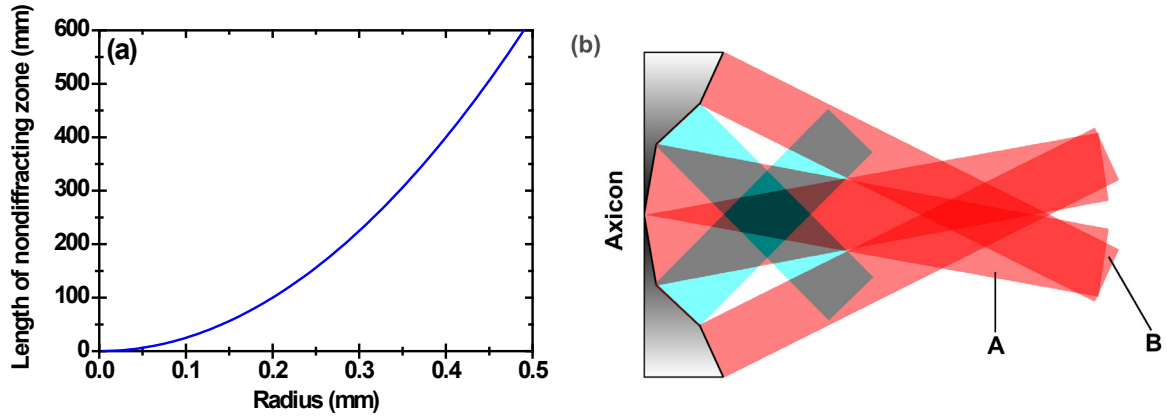 (a)
Length of nondiffracting zone (mm)
600
500
400
300
200
100
0
0.0 0.1 0.2 0.3 0.4 0.5
Radius (mm)
(b)
Axicon
A
B